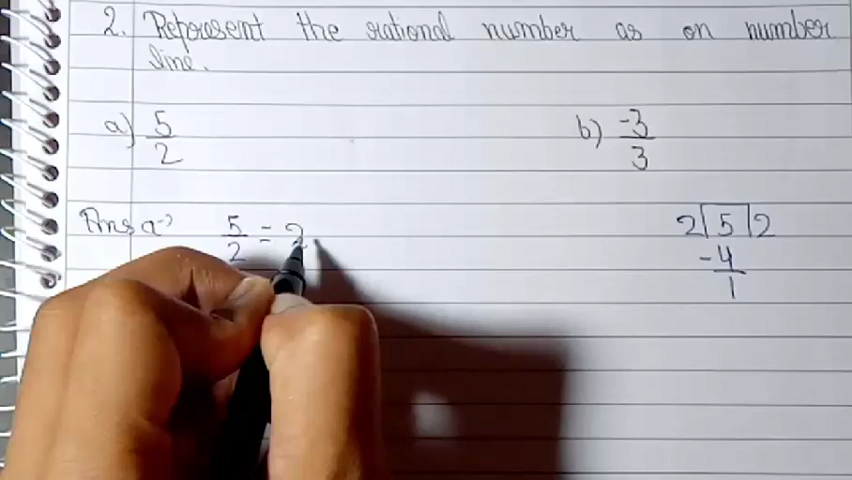 2. Represent the rational number as on number
line.
a) 5/2 b) -3/3
Ans a→ 5/2 = 2
2 5 2
-4
1